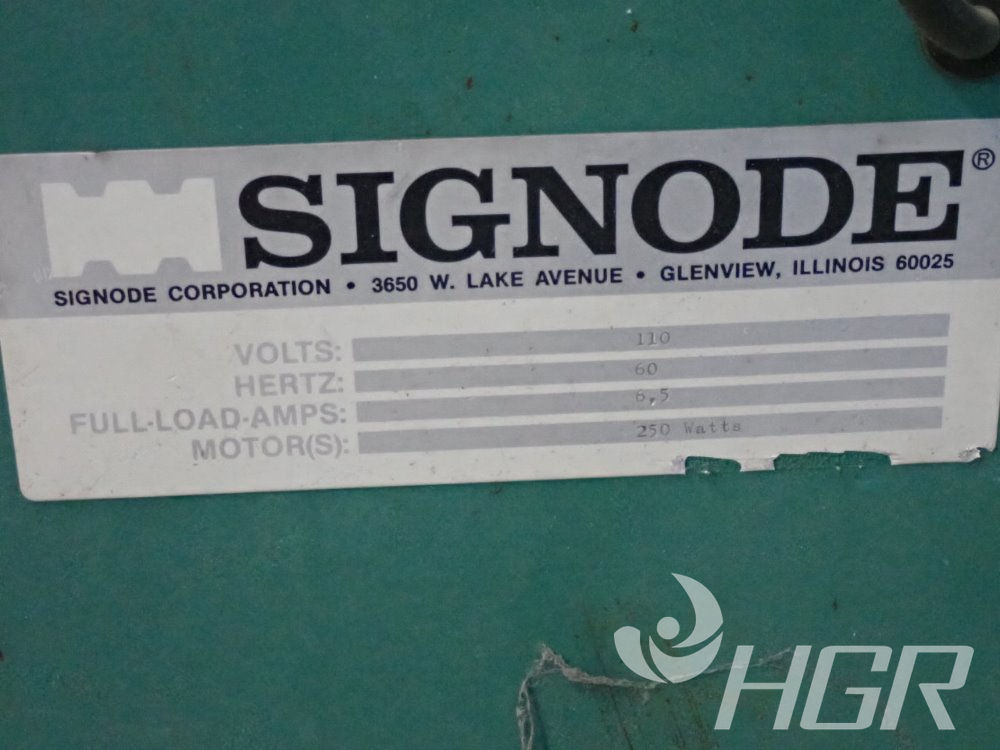 SIGNODE®
SIGNODE CORPORATION • 3650 W. LAKE AVENUE • GLENVIEW, ILLINOIS 60025
VOLTS: 110
HERTZ: 60
FULL-LOAD-AMPS: 6,5
MOTOR(S): 250 Watts
HGR